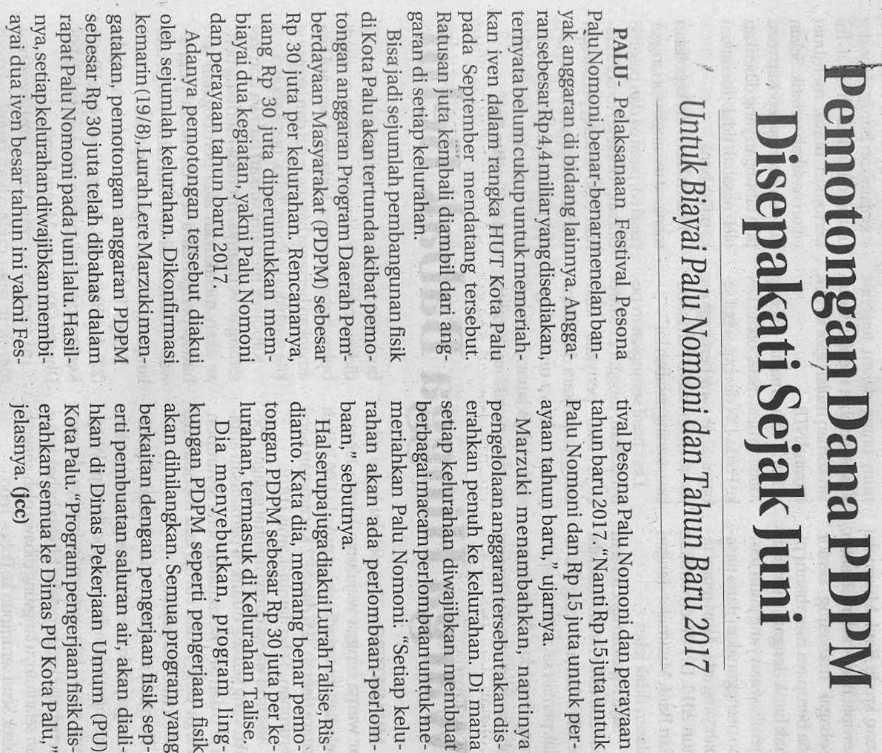 Pemotongan Dana PDPM
Disepakati Sejak Juni
Untuk Biayai Palu Nomoni dan Tahun Baru 2017
PALU - Pelaksanaan Festival Pesona
Palu Nomoni, benar-benar menelan ban-
yak anggaran di bidang lainnya. Angga-
ran sebesar Rp 4,4 miliar yang disediakan,
ternyata belum cukup untuk memeriah-
kan iven dalam rangka HUT Kota Palu
pada September mendatang tersebut.
Ratusan juta kembali diambil dari ang-
garan di setiap kelurahan.
Bisa jadi sejumlah pembangunan fisik
di Kota Palu akan tertunda akibat pemo-
tongan anggaran Program Daerah Pem-
berdayaan Masyarakat (PDPM) sebesar
Rp 30 juta per kelurahan. Rencananya,
uang Rp 30 juta diperuntukkan mem-
biayai dua kegiatan, yakni Palu Nomoni
dan perayaan tahun baru 2017.
Adanya pemotongan tersebut diakui
oleh sejumlah kelurahan. Dikonfirmasi
kemarin (19/8), Lurah Lere Marzuki men-
gatakan, pemotongan anggaran PDPM
sebesar Rp 30 juta telah dibahas dalam
rapat Palu Nomoni pada Juni lalu. Hasil-
nya, setiap kelurahan diwajibkan membi-
ayai dua iven besar tahun ini yakni Fes-
tival Pesona Palu Nomoni dan perayaan
tahun baru 2017. "Nanti Rp 15 juta untuk
Palu Nomoni dan Rp 15 juta untuk per-
ayaan tahun baru," ujarnya.
Marzuki menambahkan, nantinya
pengelolaan anggaran tersebut akan dis-
erahkan penuh ke kelurahan. Di mana
setiap kelurahan diwajibkan membuat
berbagai macam perlombaan untuk me-
meriahkan Palu Nomoni. "Setiap kelu-
rahan akan ada perlombaan-perlom-
baan," sebutnya.
Hal serupa juga diakui Lurah Talise, Ris-
dianto. Kata dia, memang benar pemo-
tongan PDPM sebesar Rp 30 juta per ke-
lurahan, termasuk di Kelurahan Talise.
Dia menyebutkan, program ling-
kungan PDPM seperti pengerjaan fisik
akan dihilangkan. Semua program yang
berkaitan dengan pengerjaan fisik sep-
erti pembuatan saluran air, akan diali-
hkan di Dinas Pekerjaan Umum (PU)
Kota Palu. "Program pengerjaan fisik dis-
erahkan semua ke Dinas PU Kota Palu,"
jelasnya. (jcc)